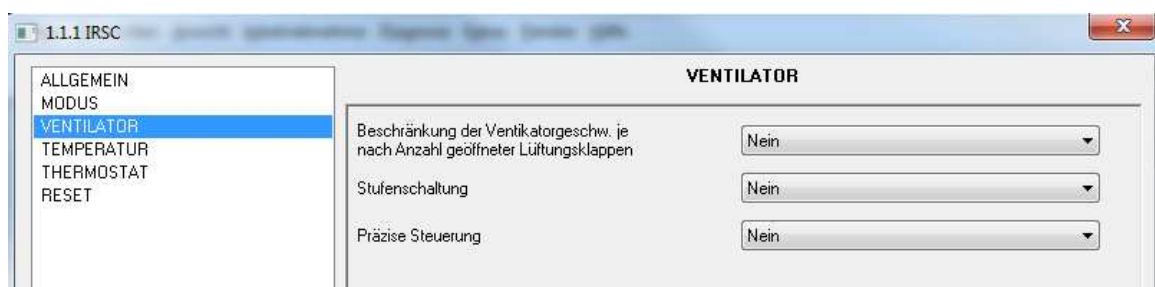 1.1.1 IRSC
ALLGEMEIN
MODUS
VENTILATOR
TEMPERATUR
THERMOSTAT
RESET
VENTILATOR
Beschränkung der Ventikatorgeschw. je
nach Anzahl geöffneter Lüftungsklappen
Nein
Stufenschaltung
Nein
Präzise Steuerung
Nein